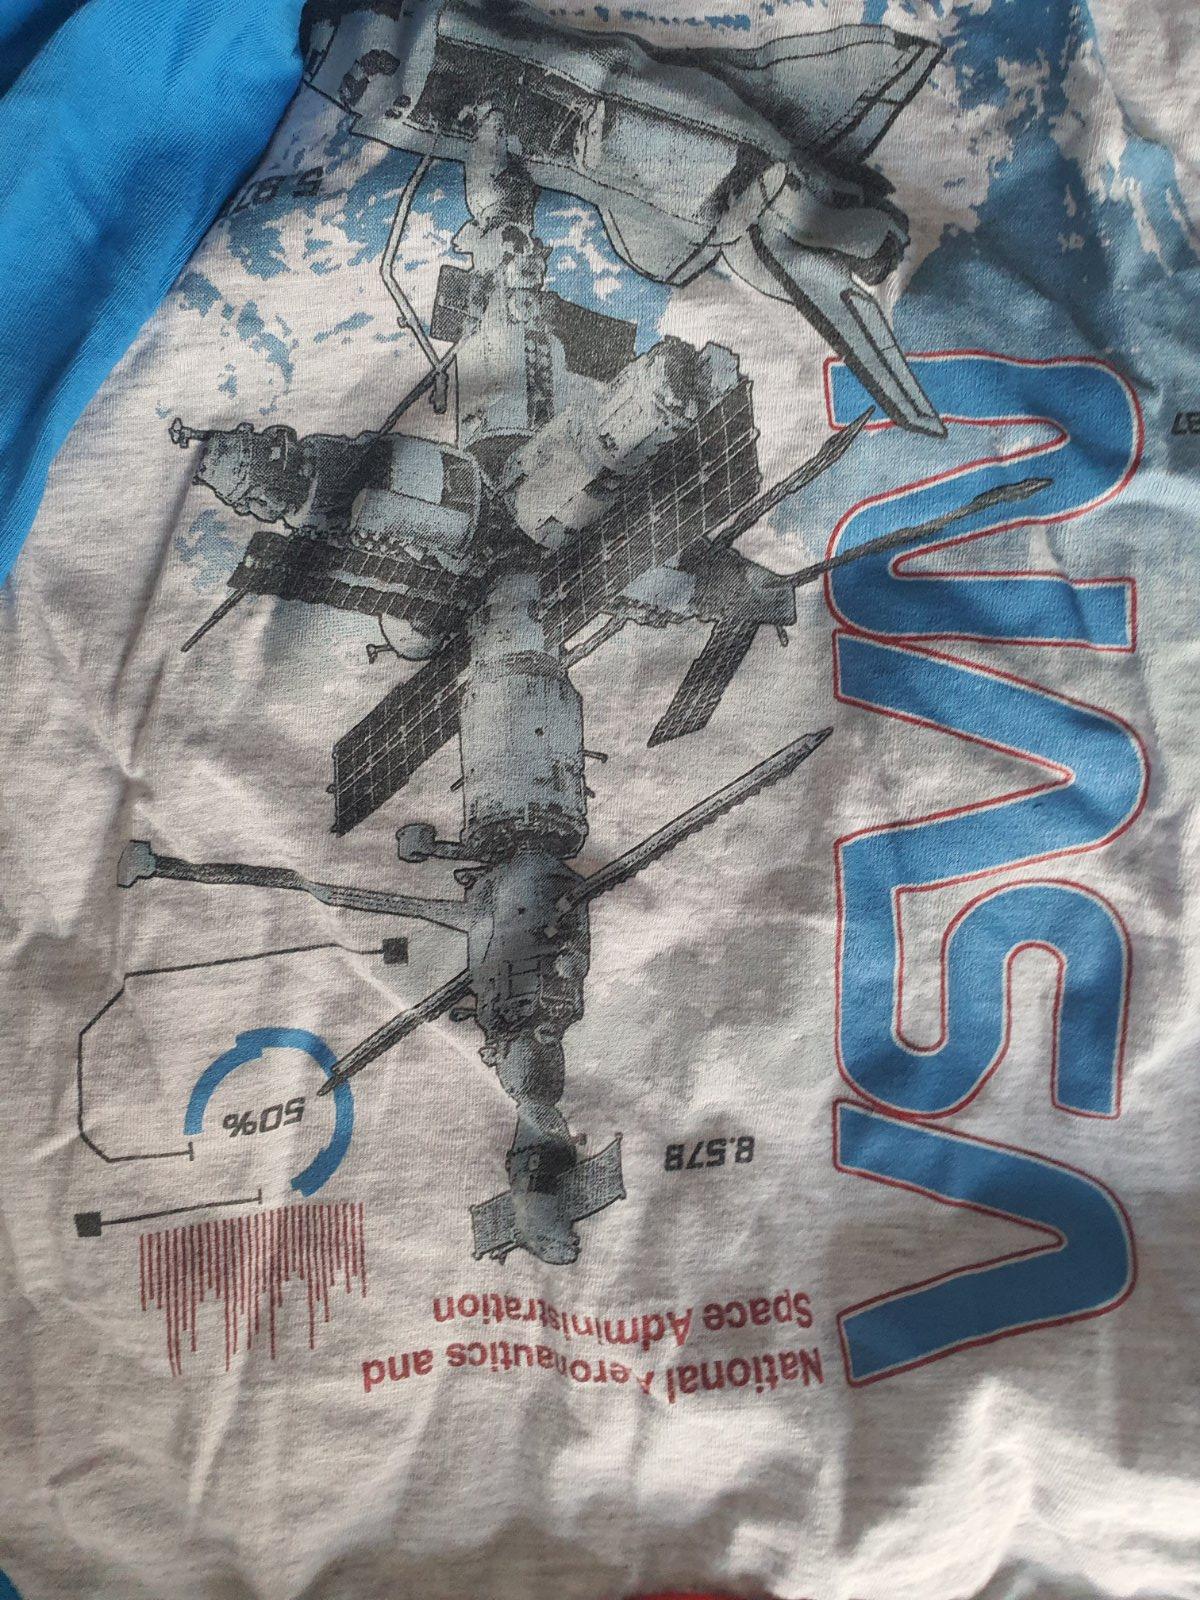 National Aeronautics and
Space Administration
NASA
8.578
50%